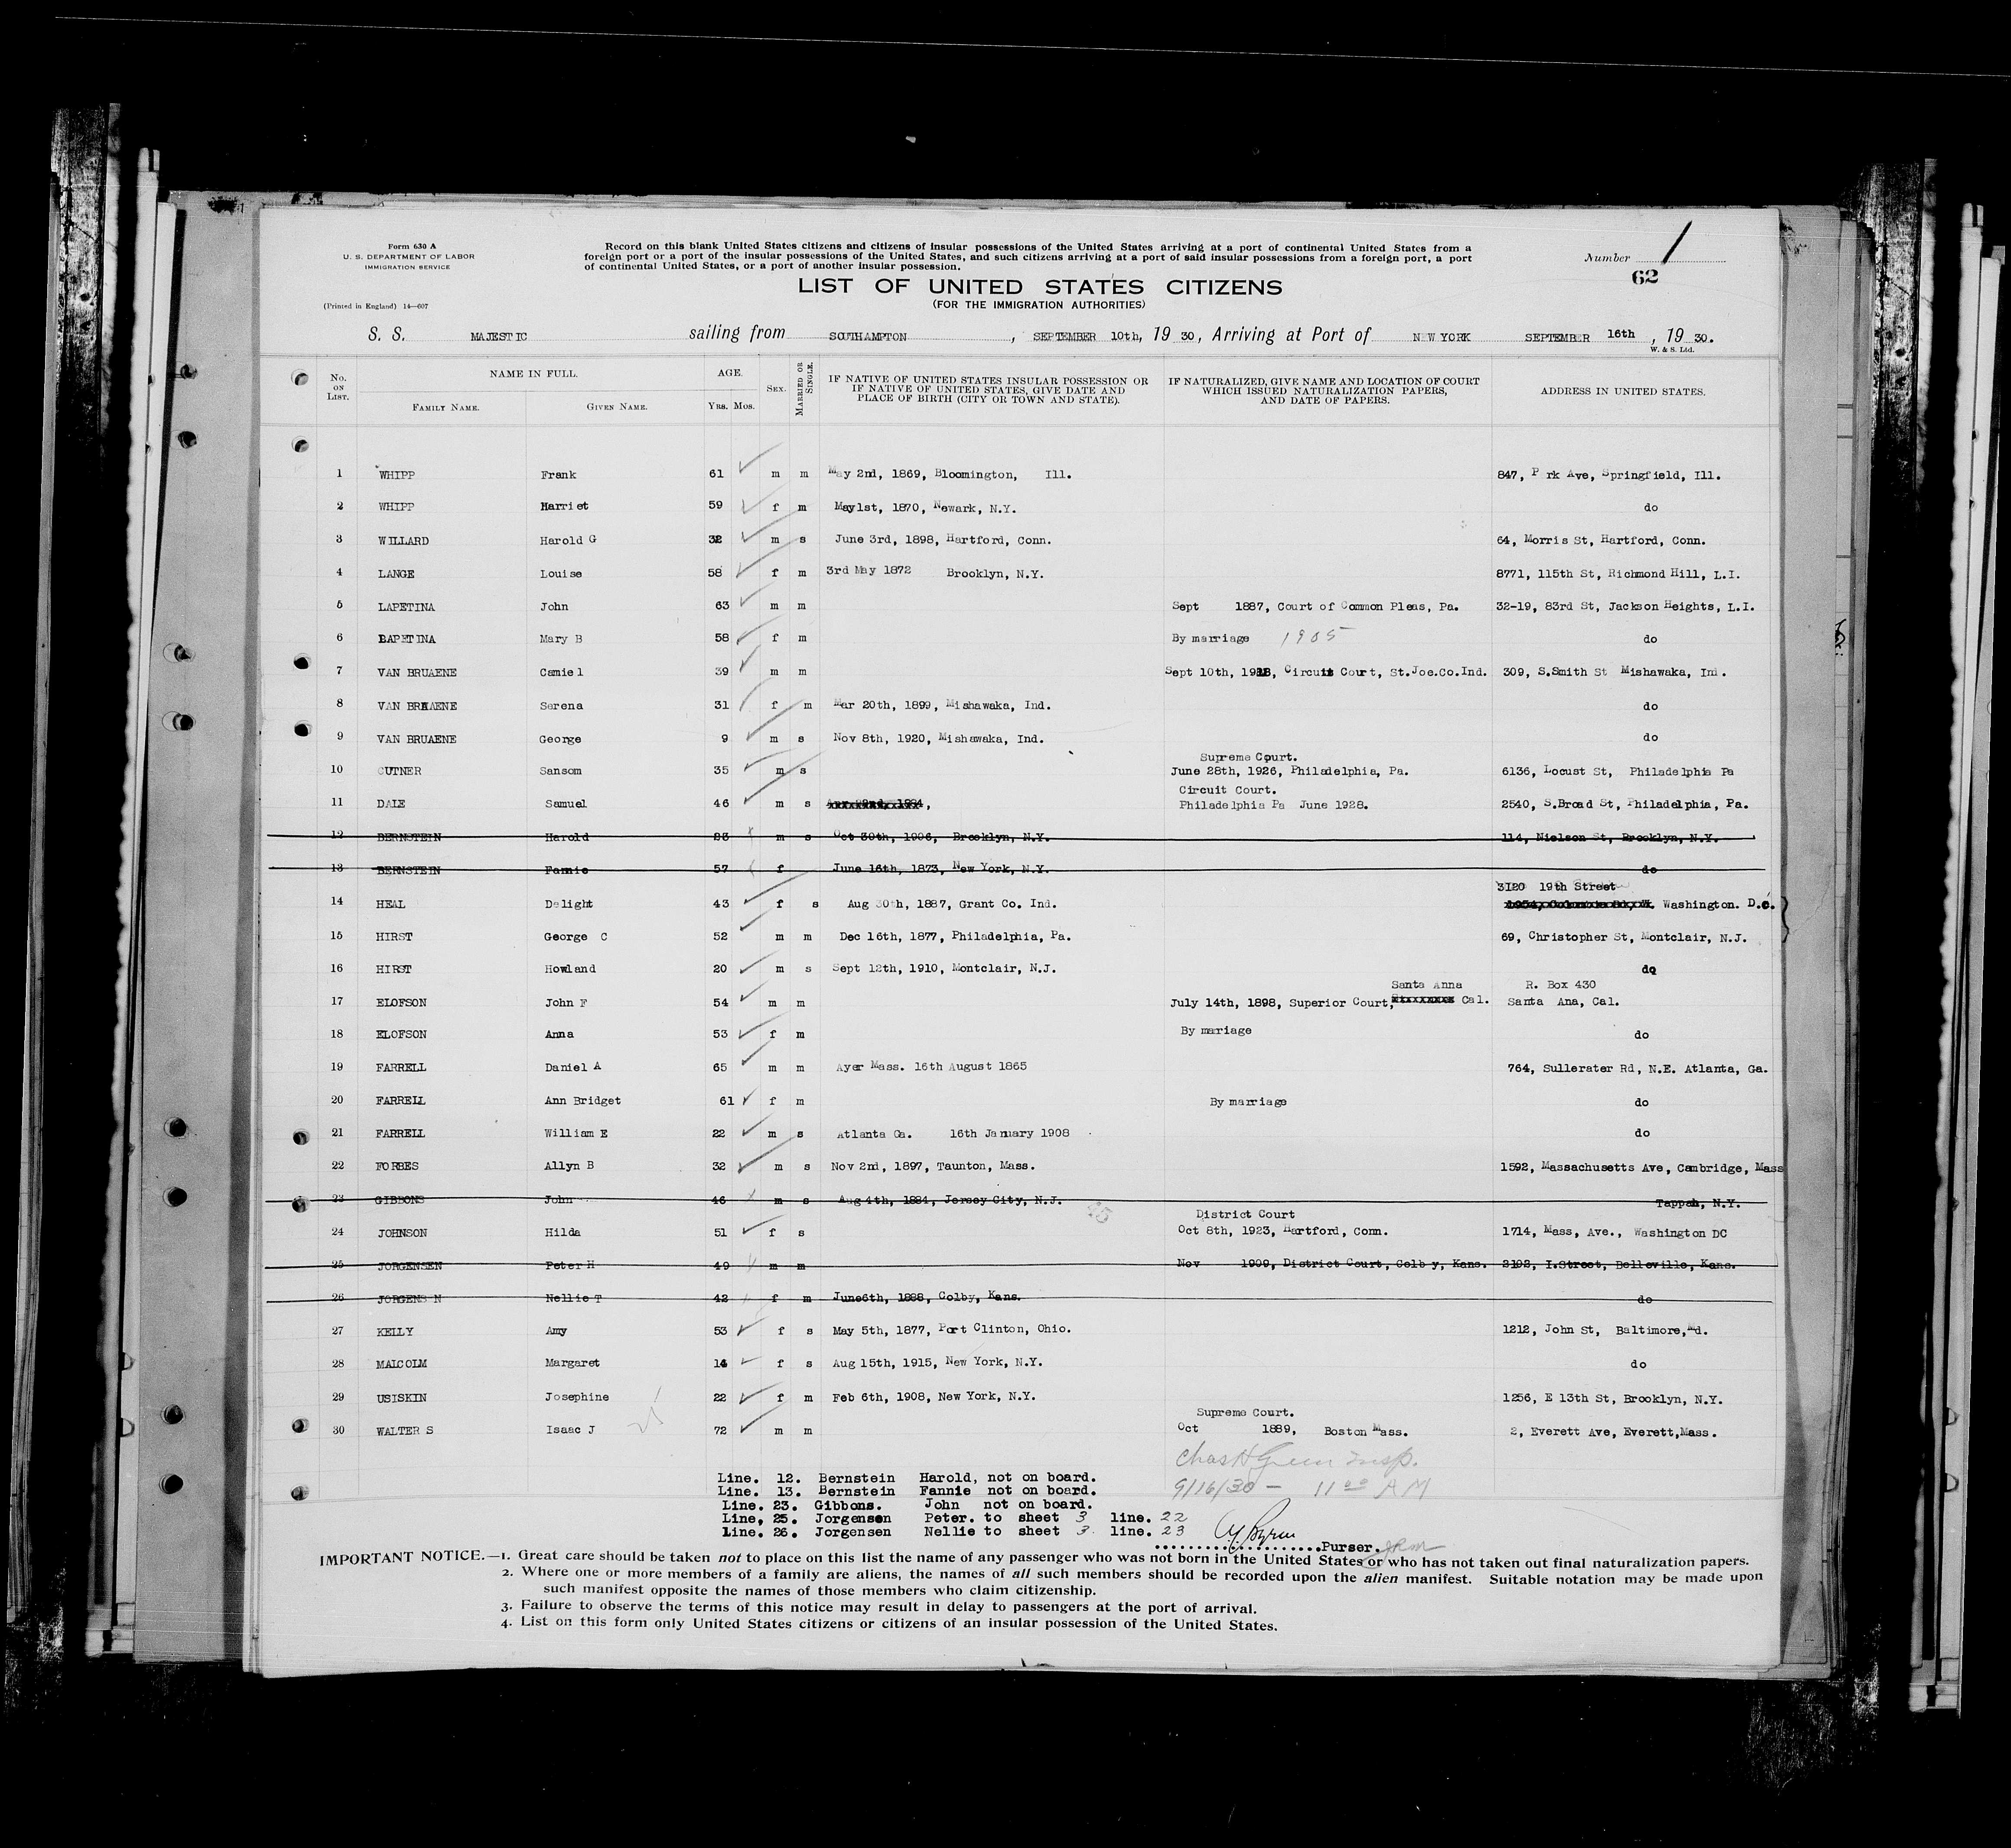 Form 630 A
U. S. DEPARTMENT OF LABOR
IMMIGRATION SERVICE
(Printed in England) 14—607
Record on this blank United States citizens and citizens of insular possessions of the United States arriving at a port of continental United States from a
foreign port or a port of the insular possessions of the United States, and such citizens arriving at a port of said insular possessions from a foreign port, a port
of continental United States, or a port of another insular possession.
Number 1
62
LIST OF UNITED STATES CITIZENS
(FOR THE IMMIGRATION AUTHORITIES)
S. S. MAJESTIC sailing from SOUTHAMPTON, SEPTEMBER 10th, 19 30, Arriving at Port of NEW YORK SEPTEMBER 16th, 19 30.
W. & S. Ltd.
No. ON LIST. NAME IN FULL. FAMILY NAME. GIVEN NAME. AGE. YRS. MOS. SEX. MARRIED OR SINGLE. IF NATIVE OF UNITED STATES INSULAR POSSESSION OR IF NATIVE OF UNITED STATES, GIVE DATE AND PLACE OF BIRTH (CITY OR TOWN AND STATE). IF NATURALIZED, GIVE NAME AND LOCATION OF COURT WHICH ISSUED NATURALIZATION PAPERS, AND DATE OF PAPERS. ADDRESS IN UNITED STATES.
1 WHIPP Frank 61 m m May 2nd, 1869, Bloomington, Ill. 847, P rk Ave, Springfield, Ill.
2 WHIPP Harriet 59 f m May1st, 1870, Newark, N.Y. do
3 WILLARD Harold G 32 m s June 3rd, 1898, Hartford, Conn. 64, Morris St, Hartford, Conn.
4 LANGE Louise 58 f m 3rd May 1872 Brooklyn, N.Y. 8771, 115th St, Richmond Hill, L.I.
5 LAPETINA John 63 m m Sept 1887, Court of Common Pleas, Pa. 32-19, 83rd St, Jackson Heights, L.I.
6 LAPETINA Mary B 58 f m By marriage 1905 do
7 VAN BRUAENE Camiel 39 m m Sept 10th, Circuit Court, St.Joe.Co.Ind. 309, S.Smith St Mishawaka, Ind.
8 VAN BRAAENE Serena 31 f m Mar 20th, 1899, Mishawaka, Ind. do
9 VAN BRUAENE George 9 m s Nov 8th, 1920, Mishawaka, Ind. do
Supreme Court.
10 CUTNER Sansom 35 m s June 28th, 1926, Philadelphia, Pa. 6136, Locust St, Philadelphia Pa
Circuit Court.
11 DALE Samuel 46 m s Philadelphia Pa June 1928. 2540, S.Broad St, Philadelphia, Pa.
12 BERNSTEIN Harold 23 m s Oct 30th, 1906, Brooklyn, N.Y. 114, Nielson St, Brooklyn, N.Y.
13 BERNSTEIN Fannie 57 f June 16th, 1873, New York, N.Y. do
3120 19th Street
14 HEAL Delight 43 f s Aug 30th, 1887, Grant Co. Ind. Washington. D.C.
15 HIRST George C 52 m m Dec 16th, 1877, Philadelphia, Pa. 69, Christopher St, Montclair, N.J.
16 HIRST Howland 20 m s Sept 12th, 1910, Montclair, N.J. do
Santa Anna R. Box 430
17 ELOFSON John F 54 m m July 14th, 1898, Superior Court, Cal. Santa Ana, Cal.
18 ELOFSON Anna 53 f m By marriage do
19 FARRELL Daniel A 65 m m Ayer Mass. 16th August 1865 764, Sullerater Rd, N.E. Atlanta, Ga.
20 FARRELL Ann Bridget 61 f m By marriage do
21 FARRELL William E 22 m s Atlanta Ga. 16th January 1908 do
22 FORBES Allyn B 32 m s Nov 2nd, 1897, Taunton, Mass. 1592, Massachusetts Ave, Cambridge, Mass
23 GIBBONS John 46 m s Aug 4th, 1884, Jersey City, N.J. Tappan, N.Y.
District Court
24 JOHNSON Hilda 51 f s Oct 8th, 1923, Hartford, Conn. 1714, Mass, Ave., Washington DC
25 JORGENSEN Peter H 49 m m Nov 1909, District Court, Colby, Kans. 2192, I.Street, Belleville, Kans.
26 JORGENS N Nellie T 42 f m June6th, 1888, Colby, Kans. do
27 KELLY Amy 53 f s May 5th, 1877, Port Clinton, Ohio. 1212, John St, Baltimore, Md.
28 MALCOLM Margaret 14 f s Aug 15th, 1915, New York, N.Y. do
29 USISKIN Josephine 22 f m Feb 6th, 1908, New York, N.Y. 1256, E 13th St, Brooklyn, N.Y.
Supreme Court.
30 WALTER S Isaac J 72 m m Oct 1889, Boston Mass. 2, Everett Ave, Everett,Mass.
Chas H Green Insp.
9/16/30 — 11 00 AM
Line. 12. Bernstein Harold, not on board.
Line. 13. Bernstein Fannie not on board.
Line. 23. Gibbons. John not on board.
Line, 25. Jorgensen Peter. to sheet 3 line. 22
Line. 26. Jorgensen Nellie to sheet 3. line. 23
Purser.
IMPORTANT NOTICE.—1. Great care should be taken not to place on this list the name of any passenger who was not born in the United States or who has not taken out final naturalization papers.
2. Where one or more members of a family are aliens, the names of all such members should be recorded upon the alien manifest. Suitable notation may be made upon
such manifest opposite the names of those members who claim citizenship.
3. Failure to observe the terms of this notice may result in delay to passengers at the port of arrival.
4. List on this form only United States citizens or citizens of an insular possession of the United States.